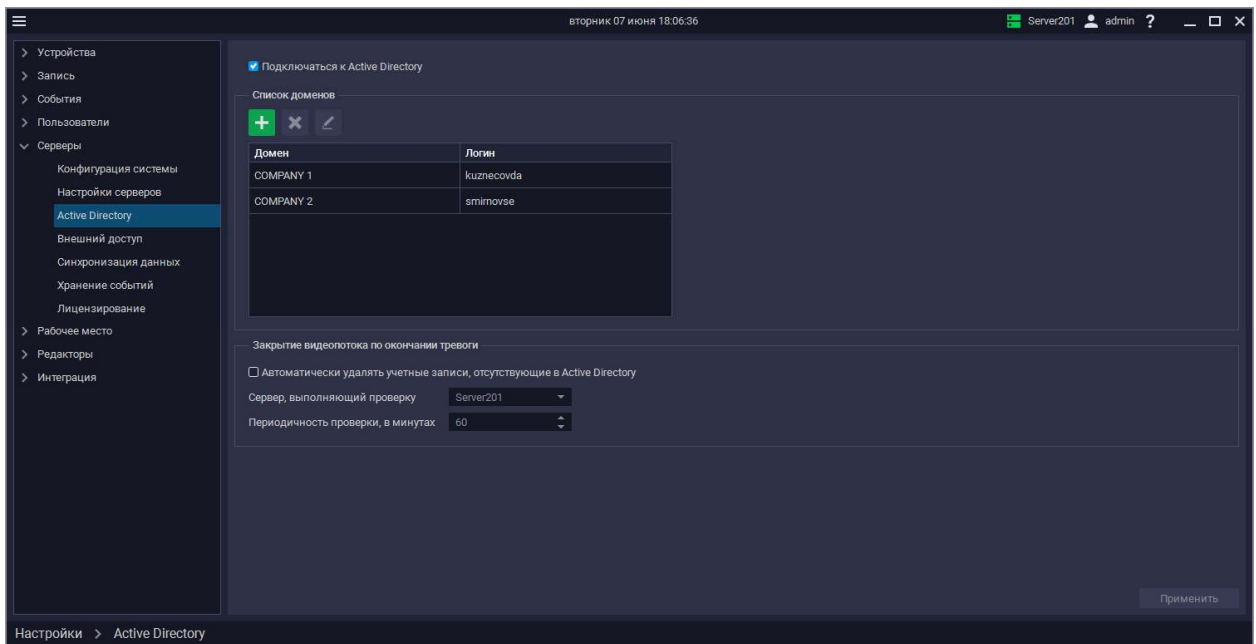 вторник 07 июня 18:06:36
Server201 admin ?
Устройства
Запись
События
Пользователи
Серверы
Конфигурация системы
Настройки серверов
Active Directory
Внешний доступ
Синхронизация данных
Хранение событий
Лицензирование
Рабочее место
Редакторы
Интеграция
Подключаться к Active Directory
Список доменов
Домен Логин
COMPANY 1 kuznecovda
COMPANY 2 smirnovse
Закрытие видеопотока по окончании тревоги
Автоматически удалять учетные записи, отсутствующие в Active Directory
Сервер, выполняющий проверку Server201
Периодичность проверки, в минутах 60
Применить
Настройки > Active Directory